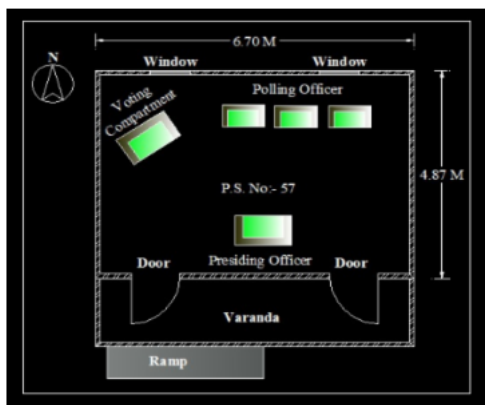 6.70 M
N
Window
Window
Voting
Compartment
Polling Officer
4.87 M
P.S. No:- 57
Presiding Officer
Door
Door
Varanda
Ramp